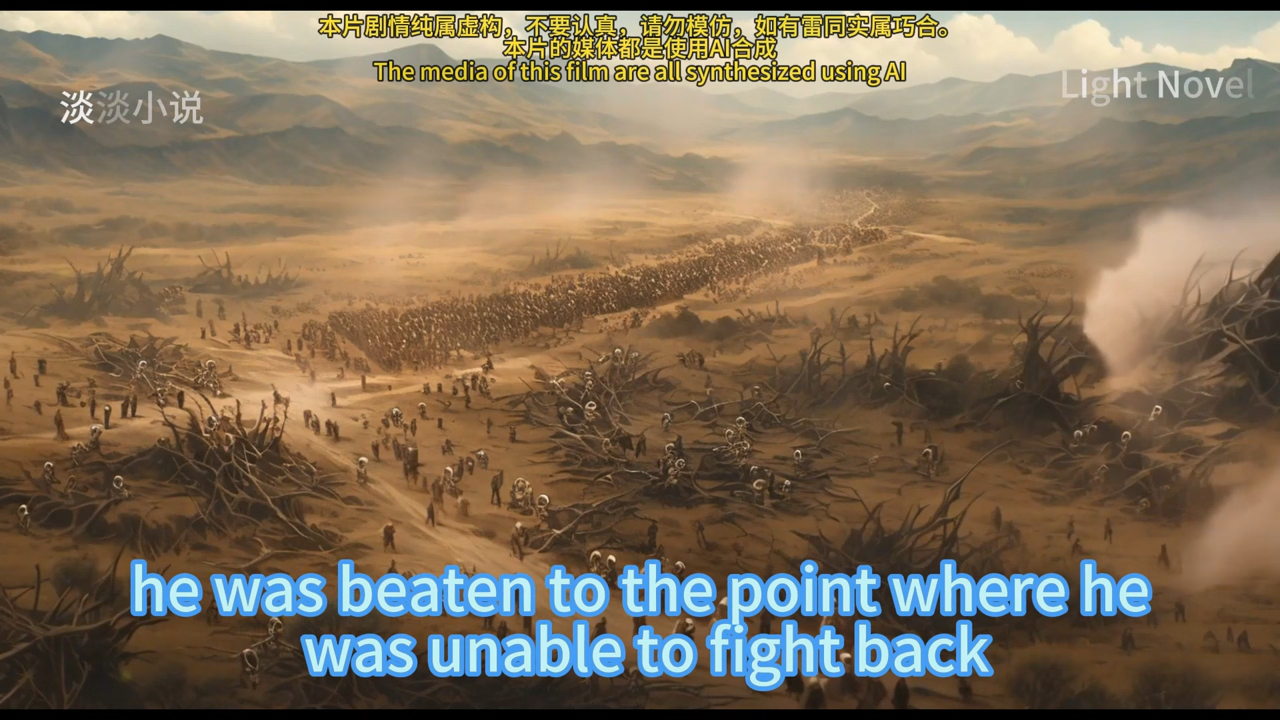 本片剧情纯属虚构，不要认真，请勿模仿，如有雷同实属巧合。
本片的媒体都是使用AI合成
The media of this film are all synthesized using AI
淡淡小说
Light Novel
he was beaten to the point where he
was unable to fight back